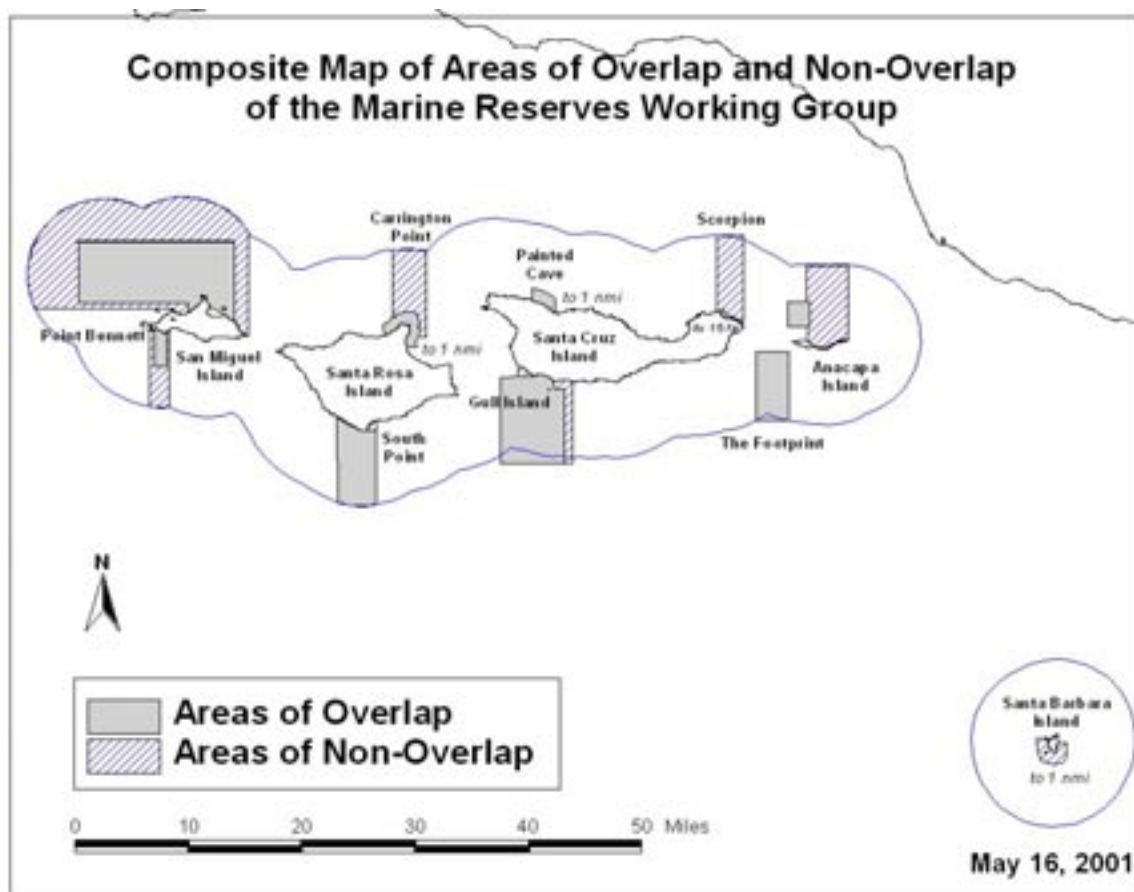 Composite Map of Areas of Overlap and Non-Overlap
of the Marine Reserves Working Group
Carrington
Point
Scorpion
Painted
Cave
to 1 nmi
Point Bennett
San Miguel
Island
to 1 nmi
Santa Rosa
Island
Santa Cruz
Island
Anacapa
Island
Gull Island
South
Point
The Footprint
N
Areas of Overlap
Areas of Non-Overlap
0 10 20 30 40 50 Miles
Santa Barbara
Island
to 1 nmi
May 16, 2001